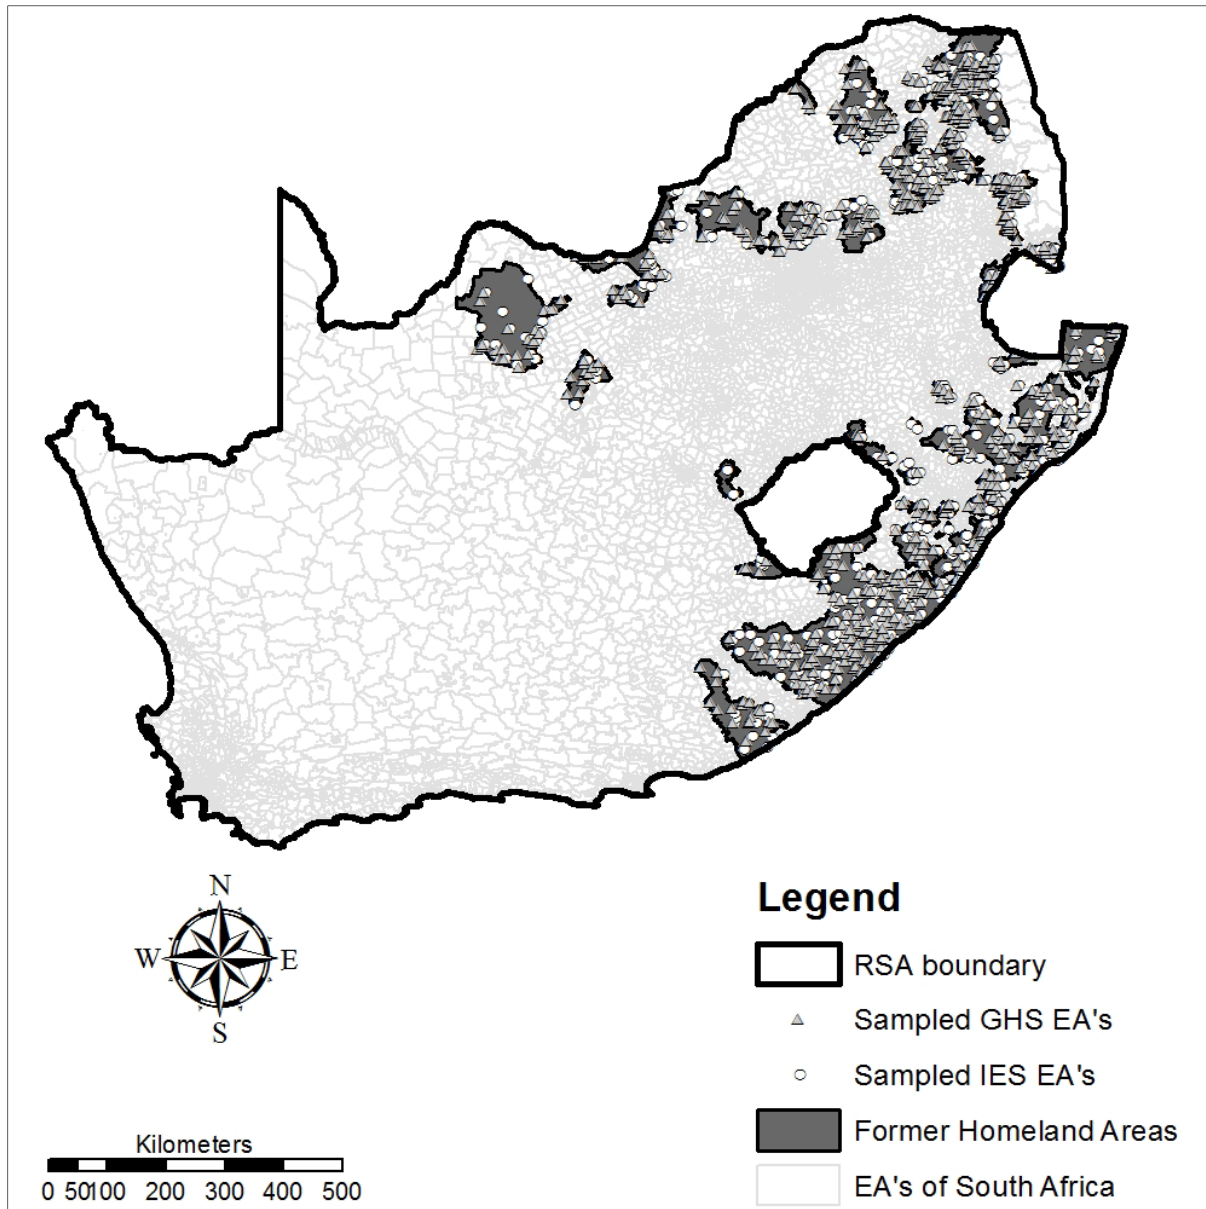 N
W E
S
Kilometers
0 50100 200 300 400 500
Legend
RSA boundary
Sampled GHS EA's
Sampled IES EA's
Former Homeland Areas
EA's of South Africa